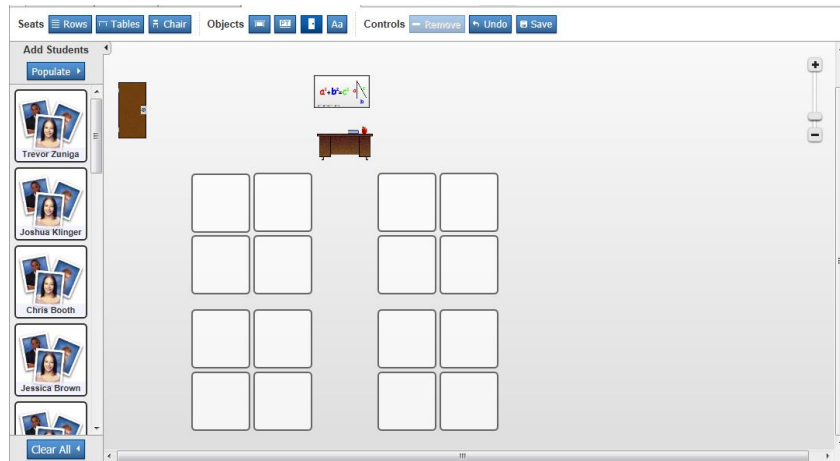 Seats Rows Tables Chair Objects PT Aa Controls Remove Undo Save
Add Students
Populate
Trevor Zuniga
Joshua Klinger
Chris Booth
Jessica Brown
Clear All
a²+b²=c²
b